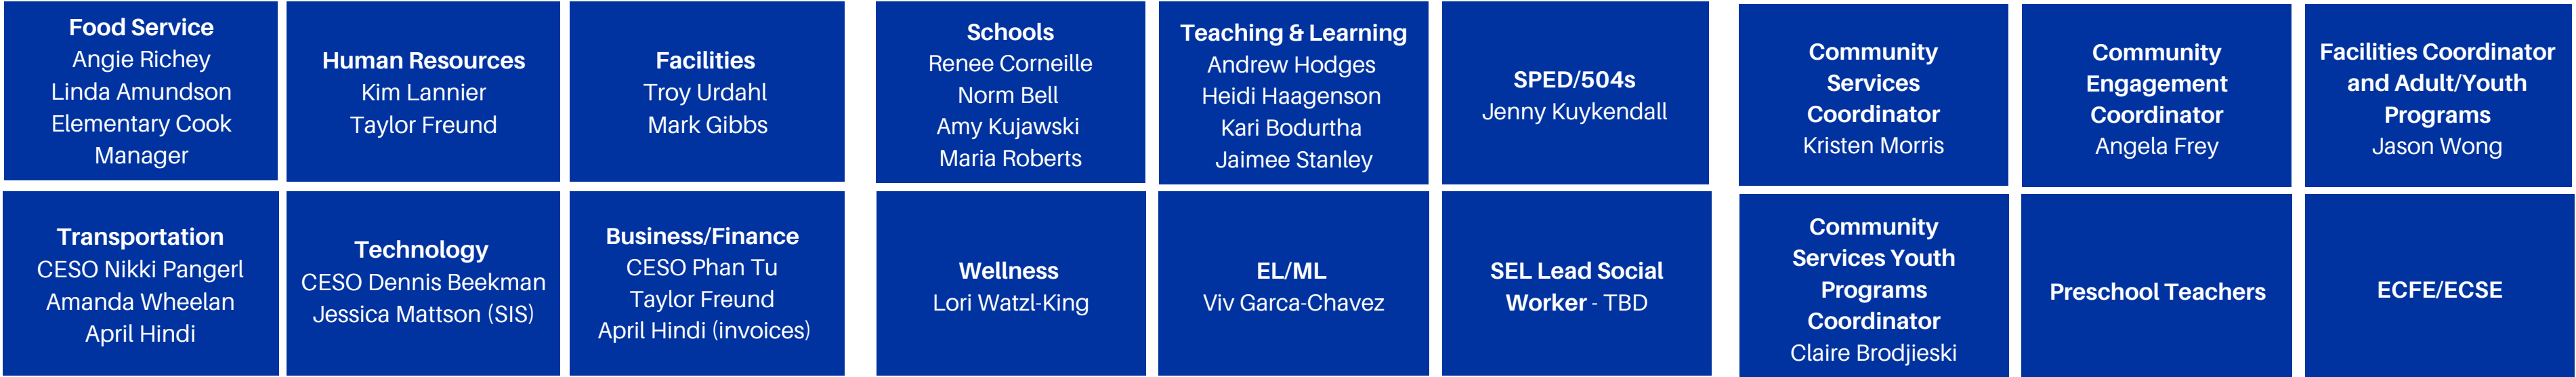 Food Service
Angie Richey
Linda Amundson
Elementary Cook
Manager
Human Resources
Kim Lannier
Taylor Freund
Facilities
Troy Urdahl
Mark Gibbs
Schools
Renee Corneille
Norm Bell
Amy Kujawski
Maria Roberts
Teaching & Learning
Andrew Hodges
Heidi Haagenson
Kari Bodurtha
Jaimee Stanley
SPED/504s
Jenny Kuykendall
Community
Services
Coordinator
Kristen Morris
Community
Engagement
Coordinator
Angela Frey
Facilities Coordinator
and Adult/Youth
Programs
Jason Wong
Transportation
CESO Nikki Pangerl
Amanda Wheelan
April Hindi
Technology
CESO Dennis Beekman
Jessica Mattson (SIS)
Business/Finance
CESO Phan Tu
Taylor Freund
April Hindi (invoices)
Wellness
Lori Watzl-King
EL/ML
Viv Garca-Chavez
SEL Lead Social
Worker - TBD
Community
Services Youth
Programs
Coordinator
Claire Brodjieski
Preschool Teachers
ECFE/ECSE